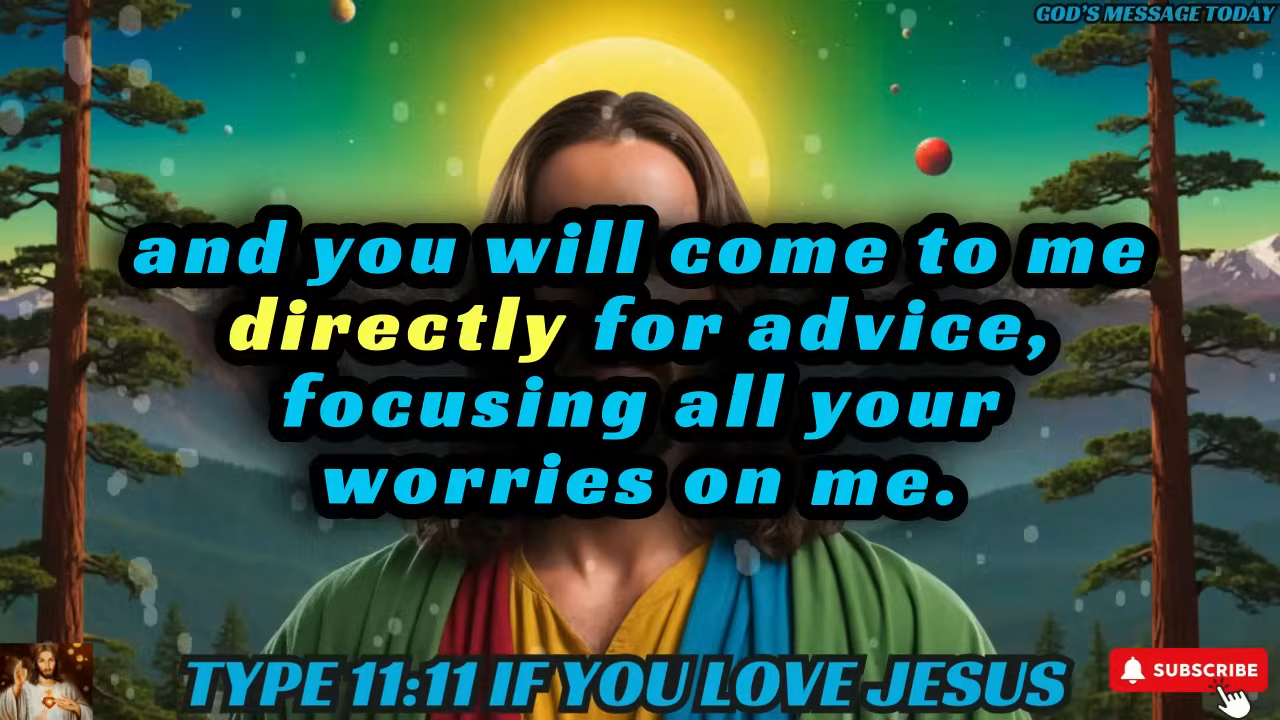 GOD'S MESSAGE TODAY
and you will come to me
directly for advice,
focusing all your
worries on me.
TYPE 11:11 IF YOU LOVE JESUS
SUBSCRIBE